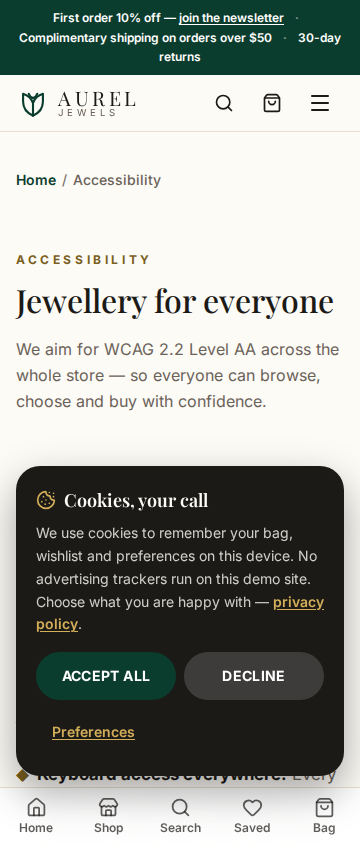 First order 10% off — join the newsletter ·
Complimentary shipping on orders over $50 · 30-day
returns
AUREL
JEWELS
Home / Accessibility
ACCESSIBILITY
Jewellery for everyone
We aim for WCAG 2.2 Level AA across the
whole store — so everyone can browse,
choose and buy with confidence.
Cookies, your call
We use cookies to remember your bag,
wishlist and preferences on this device. No
advertising trackers run on this demo site.
Choose what you are happy with — privacy
policy.
ACCEPT ALL DECLINE
Preferences
Keyboard access everywhere. Every
Home Shop Search Saved Bag